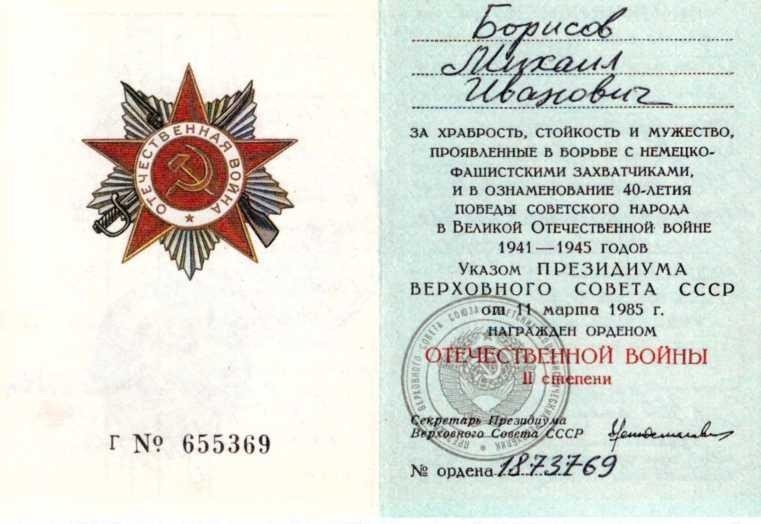 ОТЕЧЕСТВЕННАЯ ВОЙНА
Г № 655369
Борисов
Михаил
Иванович
ЗА ХРАБРОСТЬ, СТОЙКОСТЬ И МУЖЕСТВО,
ПРОЯВЛЕННЫЕ В БОРЬБЕ С НЕМЕЦКО-
ФАШИСТСКИМИ ЗАХВАТЧИКАМИ,
И В ОЗНАМЕНОВАНИЕ 40-ЛЕТИЯ
ПОБЕДЫ СОВЕТСКОГО НАРОДА
В ВЕЛИКОЙ ОТЕЧЕСТВЕННОЙ ВОЙНЕ
1941—1945 ГОДОВ
УКАЗОМ ПРЕЗИДИУМА
ВЕРХОВНОГО СОВЕТА СССР
от 11 марта 1985 г.
НАГРАЖДЕН ОРДЕНОМ
ОТЕЧЕСТВЕННОЙ ВОЙНЫ
II степени
Секретарь Президиума
Верховного Совета СССР
№ ордена 1873769